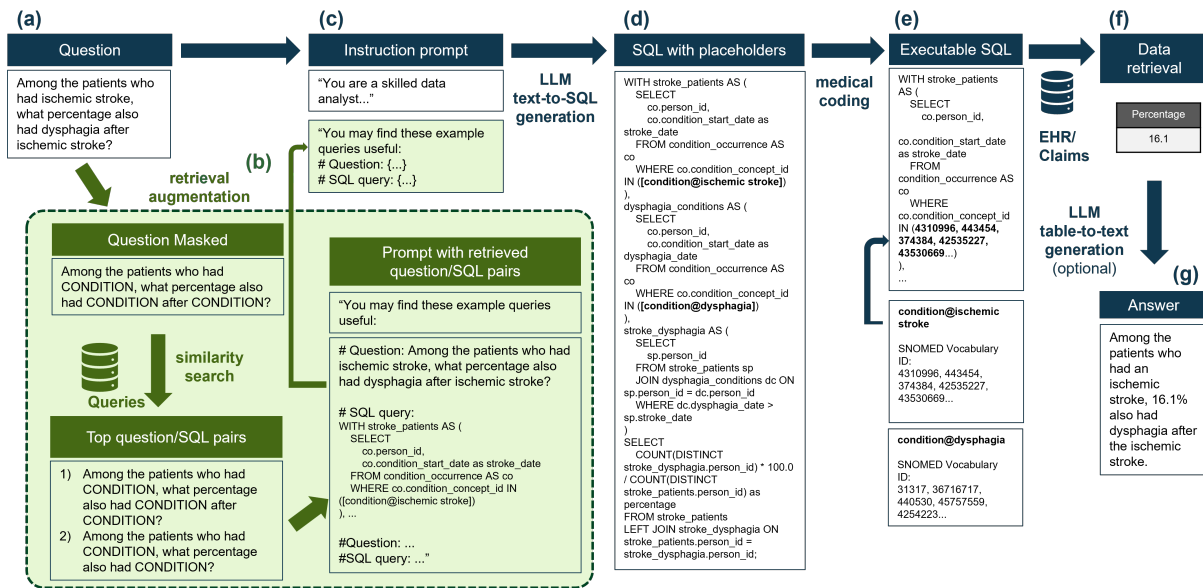 (a)
Question
Among the patients who
had ischemic stroke,
what percentage also
had dysphagia after
ischemic stroke?
(b)
retrieval
augmentation
Question Masked
Among the patients who had
CONDITION, what percentage also
had CONDITION after CONDITION?
similarity
search
Queries
Top question/SQL pairs
1) Among the patients who had
CONDITION, what percentage
also had CONDITION after
CONDITION?
2) Among the patients who had
CONDITION, what percentage
also had CONDITION?
Prompt with retrieved
question/SQL pairs
“You may find these example queries
useful:
# Question: Among the patients who had
ischemic stroke, what percentage also
had dysphagia after ischemic stroke?
# SQL query:
WITH stroke_patients AS (
SELECT
co.person_id,
co.condition_start_date as stroke_date
FROM condition_occurrence AS co
WHERE co.condition_concept_id IN
([condition@ischemic stroke])
), ...
#Question: ...
#SQL query: ...”
(c)
Instruction prompt
“You are a skilled data
analyst...”
“You may find these example
queries useful:
# Question: {...}
# SQL query: {...}
LLM
text-to-SQL
generation
(d)
SQL with placeholders
WITH stroke_patients AS (
SELECT
co.person_id,
co.condition_start_date as
stroke_date
FROM condition_occurrence AS
co
WHERE co.condition_concept_id
IN ([condition@ischemic stroke])
),
dysphagia_conditions AS (
SELECT
co.person_id,
co.condition_start_date as
dysphagia_date
FROM condition_occurrence AS
co
WHERE co.condition_concept_id
IN ([condition@dysphagia])
),
stroke_dysphagia AS (
SELECT
sp.person_id
FROM stroke_patients sp
JOIN dysphagia_conditions dc ON
sp.person_id = dc.person_id
WHERE dc.dysphagia_date >
sp.stroke_date
)
SELECT
COUNT(DISTINCT
stroke_dysphagia.person_id) * 100.0
/ COUNT(DISTINCT
stroke_patients.person_id) as
percentage
FROM stroke_patients
LEFT JOIN stroke_dysphagia ON
stroke_patients.person_id =
stroke_dysphagia.person_id;
medical
coding
(e)
Executable SQL
WITH stroke_patients
AS (
SELECT
co.person_id,
co.condition_start_date
as stroke_date
FROM
condition_occurrence AS
co
WHERE
co.condition_concept_id
IN (4310996, 443454,
374384, 42535227,
43530669...)
),
...
condition@ischemic
stroke
SNOMED Vocabulary
ID:
4310996, 443454,
374384, 42535227,
43530669...
condition@dysphagia
SNOMED Vocabulary
ID:
31317, 36716717,
440530, 45757559,
4254223...
EHR/
Claims
(f)
Data
retrieval
Percentage
16.1
LLM
table-to-text
generation
(optional)
(g)
Answer
Among the
patients who
had an
ischemic
stroke, 16.1%
also had
dysphagia after
the ischemic
stroke.